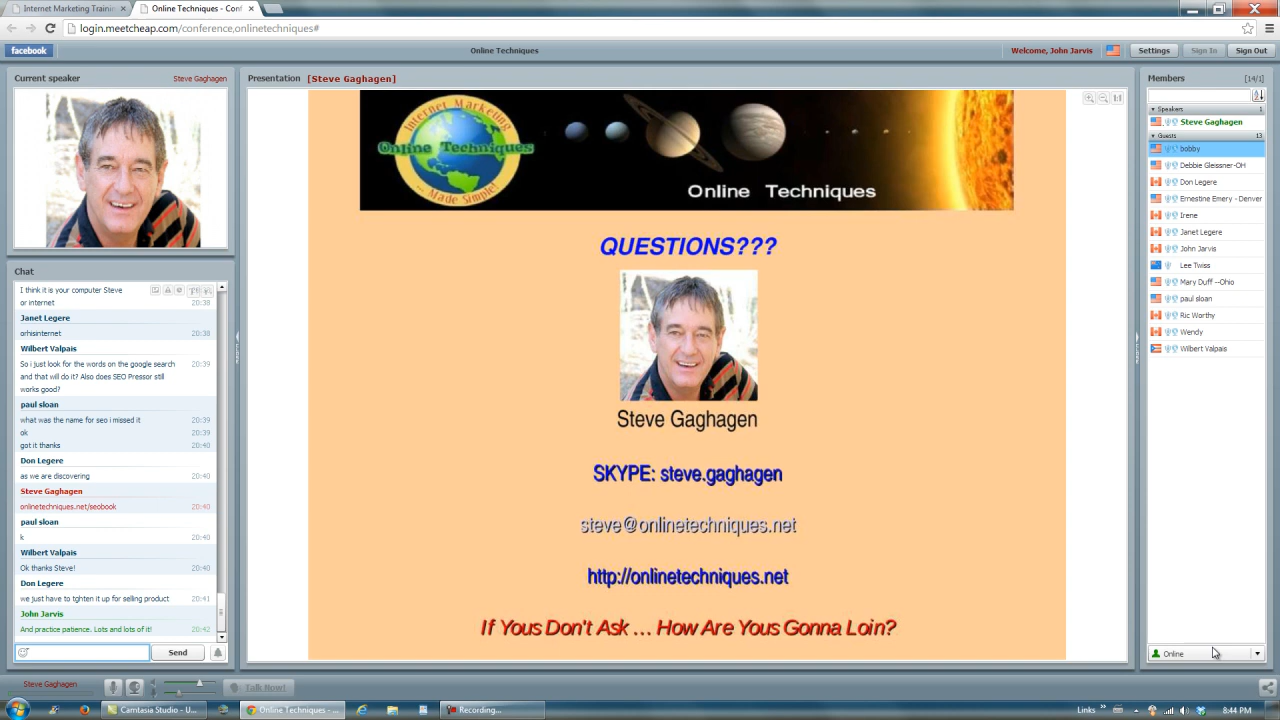 Internet Marketing Trainin
Online Techniques - Conf
login.meetcheap.com/conference,onlinetechniques#
facebook
Online Techniques
Welcome, John Jarvis
Settings
Sign In
Sign Out
Current speaker
Steve Gaghagen
Chat
I think it is your computer Steve
or internet
20:38
Janet Legere
orhisinternet
20:38
Wilbert Valpais
So i just look for the words on the google search
20:39
and that will do it? Also does SEO Pressor still
works good?
paul sloan
what was the name for seo i missed it
20:39
ok
20:39
got it thanks
20:40
Don Legere
as we are discovering
20:40
Steve Gaghagen
onlinetechniques.net/seobook
20:40
paul sloan
k
20:40
Wilbert Valpais
Ok thanks Steve!
20:40
Don Legere
we just have to tghten it up for selling product
20:41
John Jarvis
And practice patience. Lots and lots of it!
20:42
Send
Presentation [Steve Gaghagen]
1:1
Internet Marketing
Online Techniques
... Made Simple!
Online Techniques
QUESTIONS???
Steve Gaghagen
SKYPE: steve.gaghagen
steve@onlinetechniques.net
http://onlinetechniques.net
If Yous Don't Ask ... How Are Yous Gonna Loin?
Members
[14/1]
Speakers
1
Steve Gaghagen
Guests
13
bobby
Debbie Gleissner-OH
Don Legere
Ernestine Emery - Denver
Irene
Janet Legere
John Jarvis
Lee Twiss
Mary Duff --Ohio
paul sloan
Ric Worthy
Wendy
Wilbert Valpais
Online
Steve Gaghagen
Talk Now!
Camtasia Studio - U...
Online Techniques - ...
Recording...
Links
8:44 PM